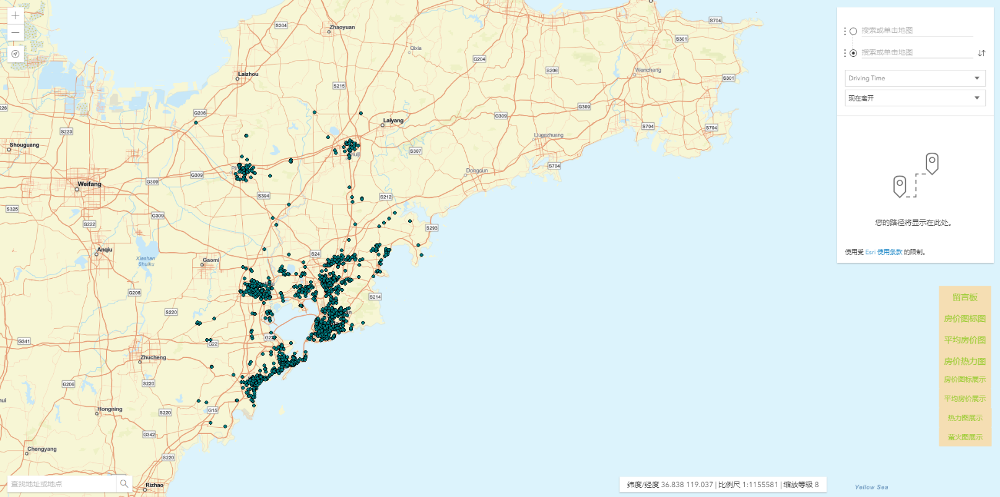 S704
S304
Zhaoyuan
S301
Qixia
G204
S206
Wencheng
Laizhou
S301
S215
226
G309
G206
G309
Laiyang
S704
S704
S223
Liugezhuang
Shouguang
S307
S704
Dongcun
G309
G309
Weifang
S394
S212
S325
G309
S222
S293
Anqiu
S24
Xiashan
Shuiku
Gaomi
G206
S214
S220
G341
G22
Zhucheng
G206
S220
Hongning
S220
G15
G342
Chengyang
S220
Rizhao
Yellow Sea
搜索或单击地图
搜索或单击地图
Driving Time
现在离开
您的路径将显示在此处。
使用受 Esri 使用条款 的限制。
留言板
房价图标图
平均房价图
房价热力图
房价图标展示
平均房价展示
热力图展示
萤火图展示
查找地址或地点
纬度/经度 36.838 119.037 | 比例尺 1:1155581 | 缩放等级 8